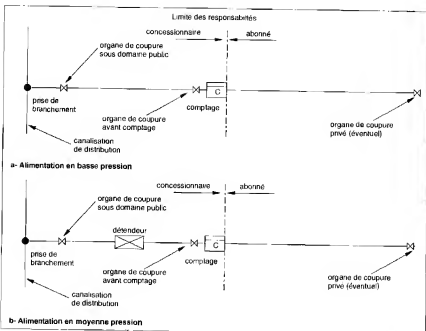 Limite des responsabilités
concessionnaire
abonné
organe de coupure
sous domaine public
C
prise de
branchement
organe de coupure
avant comptage
comptage
organe de coupure
privé (éventuel)
canalisation
de distribution
a- Alimentation en basse pression
concessionnaire
abonné
organe de coupure
sous domaine public
détendeur
C
prise de
branchement
organe de coupure
avant comptage
comptage
organe de coupure
privé (éventuel)
canalisation
de distribution
b- Alimentation en moyenne pression